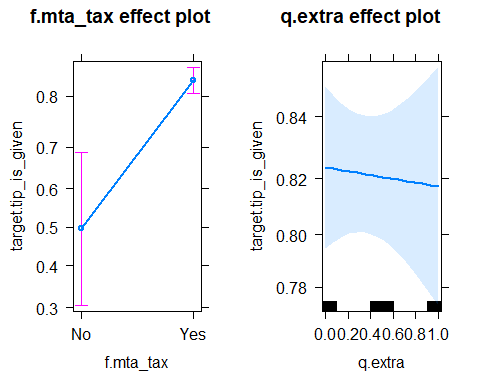 f.mta_tax effect plot
target.tip_is_given
0.8
0.7
0.6
0.5
0.4
0.3
No Yes
f.mta_tax
q.extra effect plot
target.tip_is_given
0.84
0.82
0.80
0.78
0.00.20.40.60.81.0
q.extra